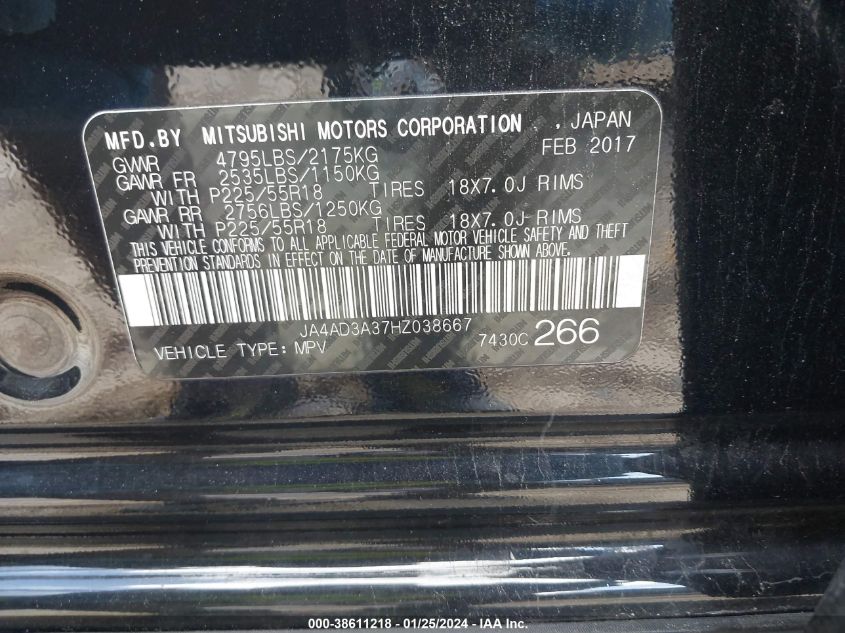 MFD.BY MITSUBISHI MOTORS CORPORATION , JAPAN
GVWR 4795LBS/2175KG FEB 2017
GAWR FR 2535LBS/1150KG
WITH P225/55R18 TIRES 18X7.0J RIMS
GAWR RR 2756LBS/1250KG
WITH P225/55R18 TIRES 18X7.0J RIMS
THIS VEHICLE CONFORMS TO ALL APPLICABLE FEDERAL MOTOR VEHICLE SAFETY AND THEFT
PREVENTION STANDARDS IN EFFECT ON THE DATE OF MANUFACTURE SHOWN ABOVE.
JA4AD3A37HZ038667
VEHICLE TYPE: MPV 7430C 266
000-38611218 - 01/25/2024 - IAA Inc.